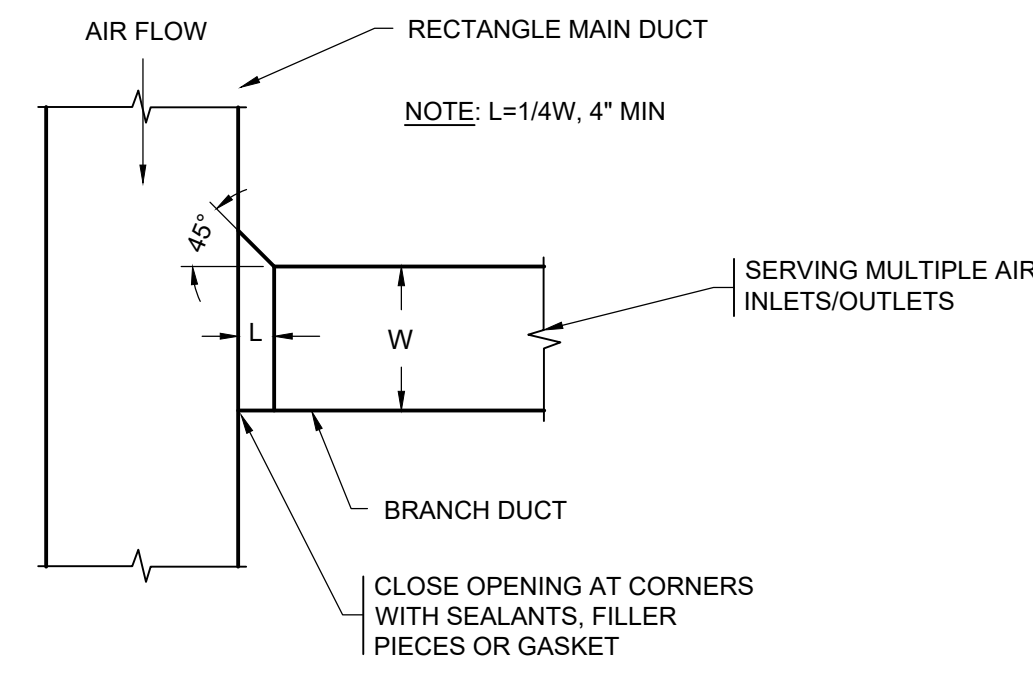 AIR FLOW
RECTANGLE MAIN DUCT
NOTE: L=1/4W, 4" MIN
45°
SERVING MULTIPLE AIR
INLETS/OUTLETS
L
W
BRANCH DUCT
CLOSE OPENING AT CORNERS
WITH SEALANTS, FILLER
PIECES OR GASKET